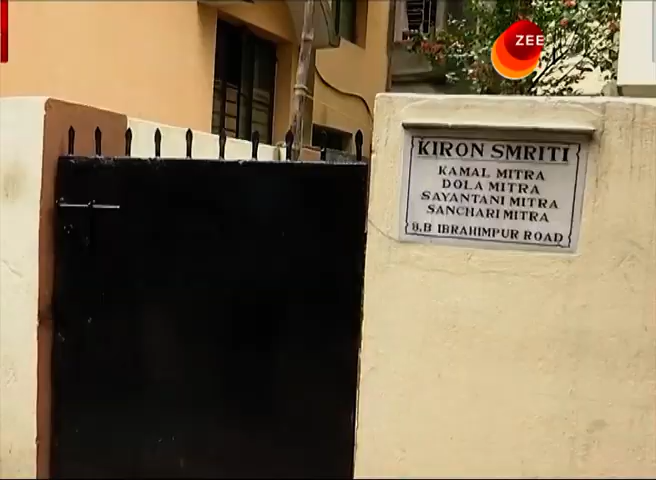 ZEE
KIRON SMRITI
KAMAL MITRA
DOLA MITRA
SAYANTANI MITRA
SANCHARI MITRA
8.B IBRAHIMPUR ROAD